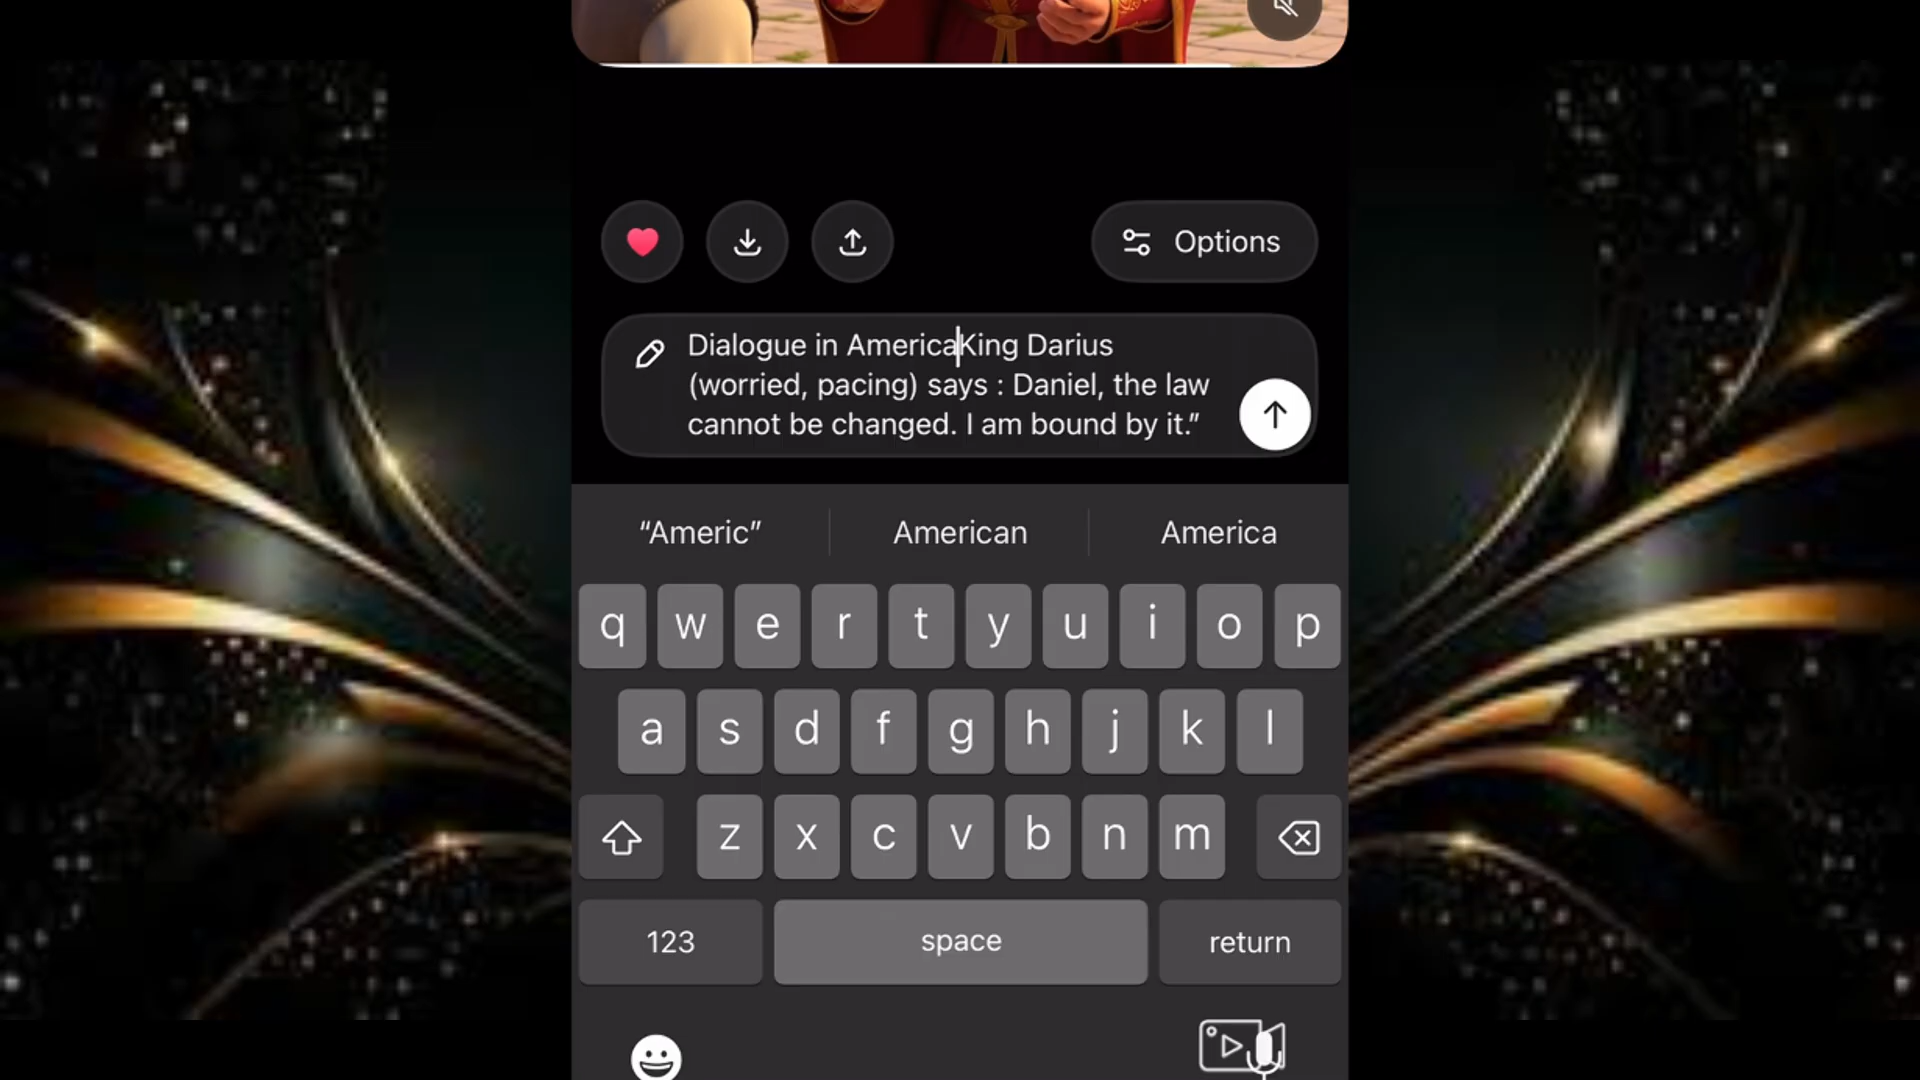 Options
Dialogue in AmericaKing Darius
(worried, pacing) says : Daniel, the law
cannot be changed. I am bound by it.”
“Americ” American America
q w e r t y u i o p
a s d f g h j k l
z x c v b n m
123 space return